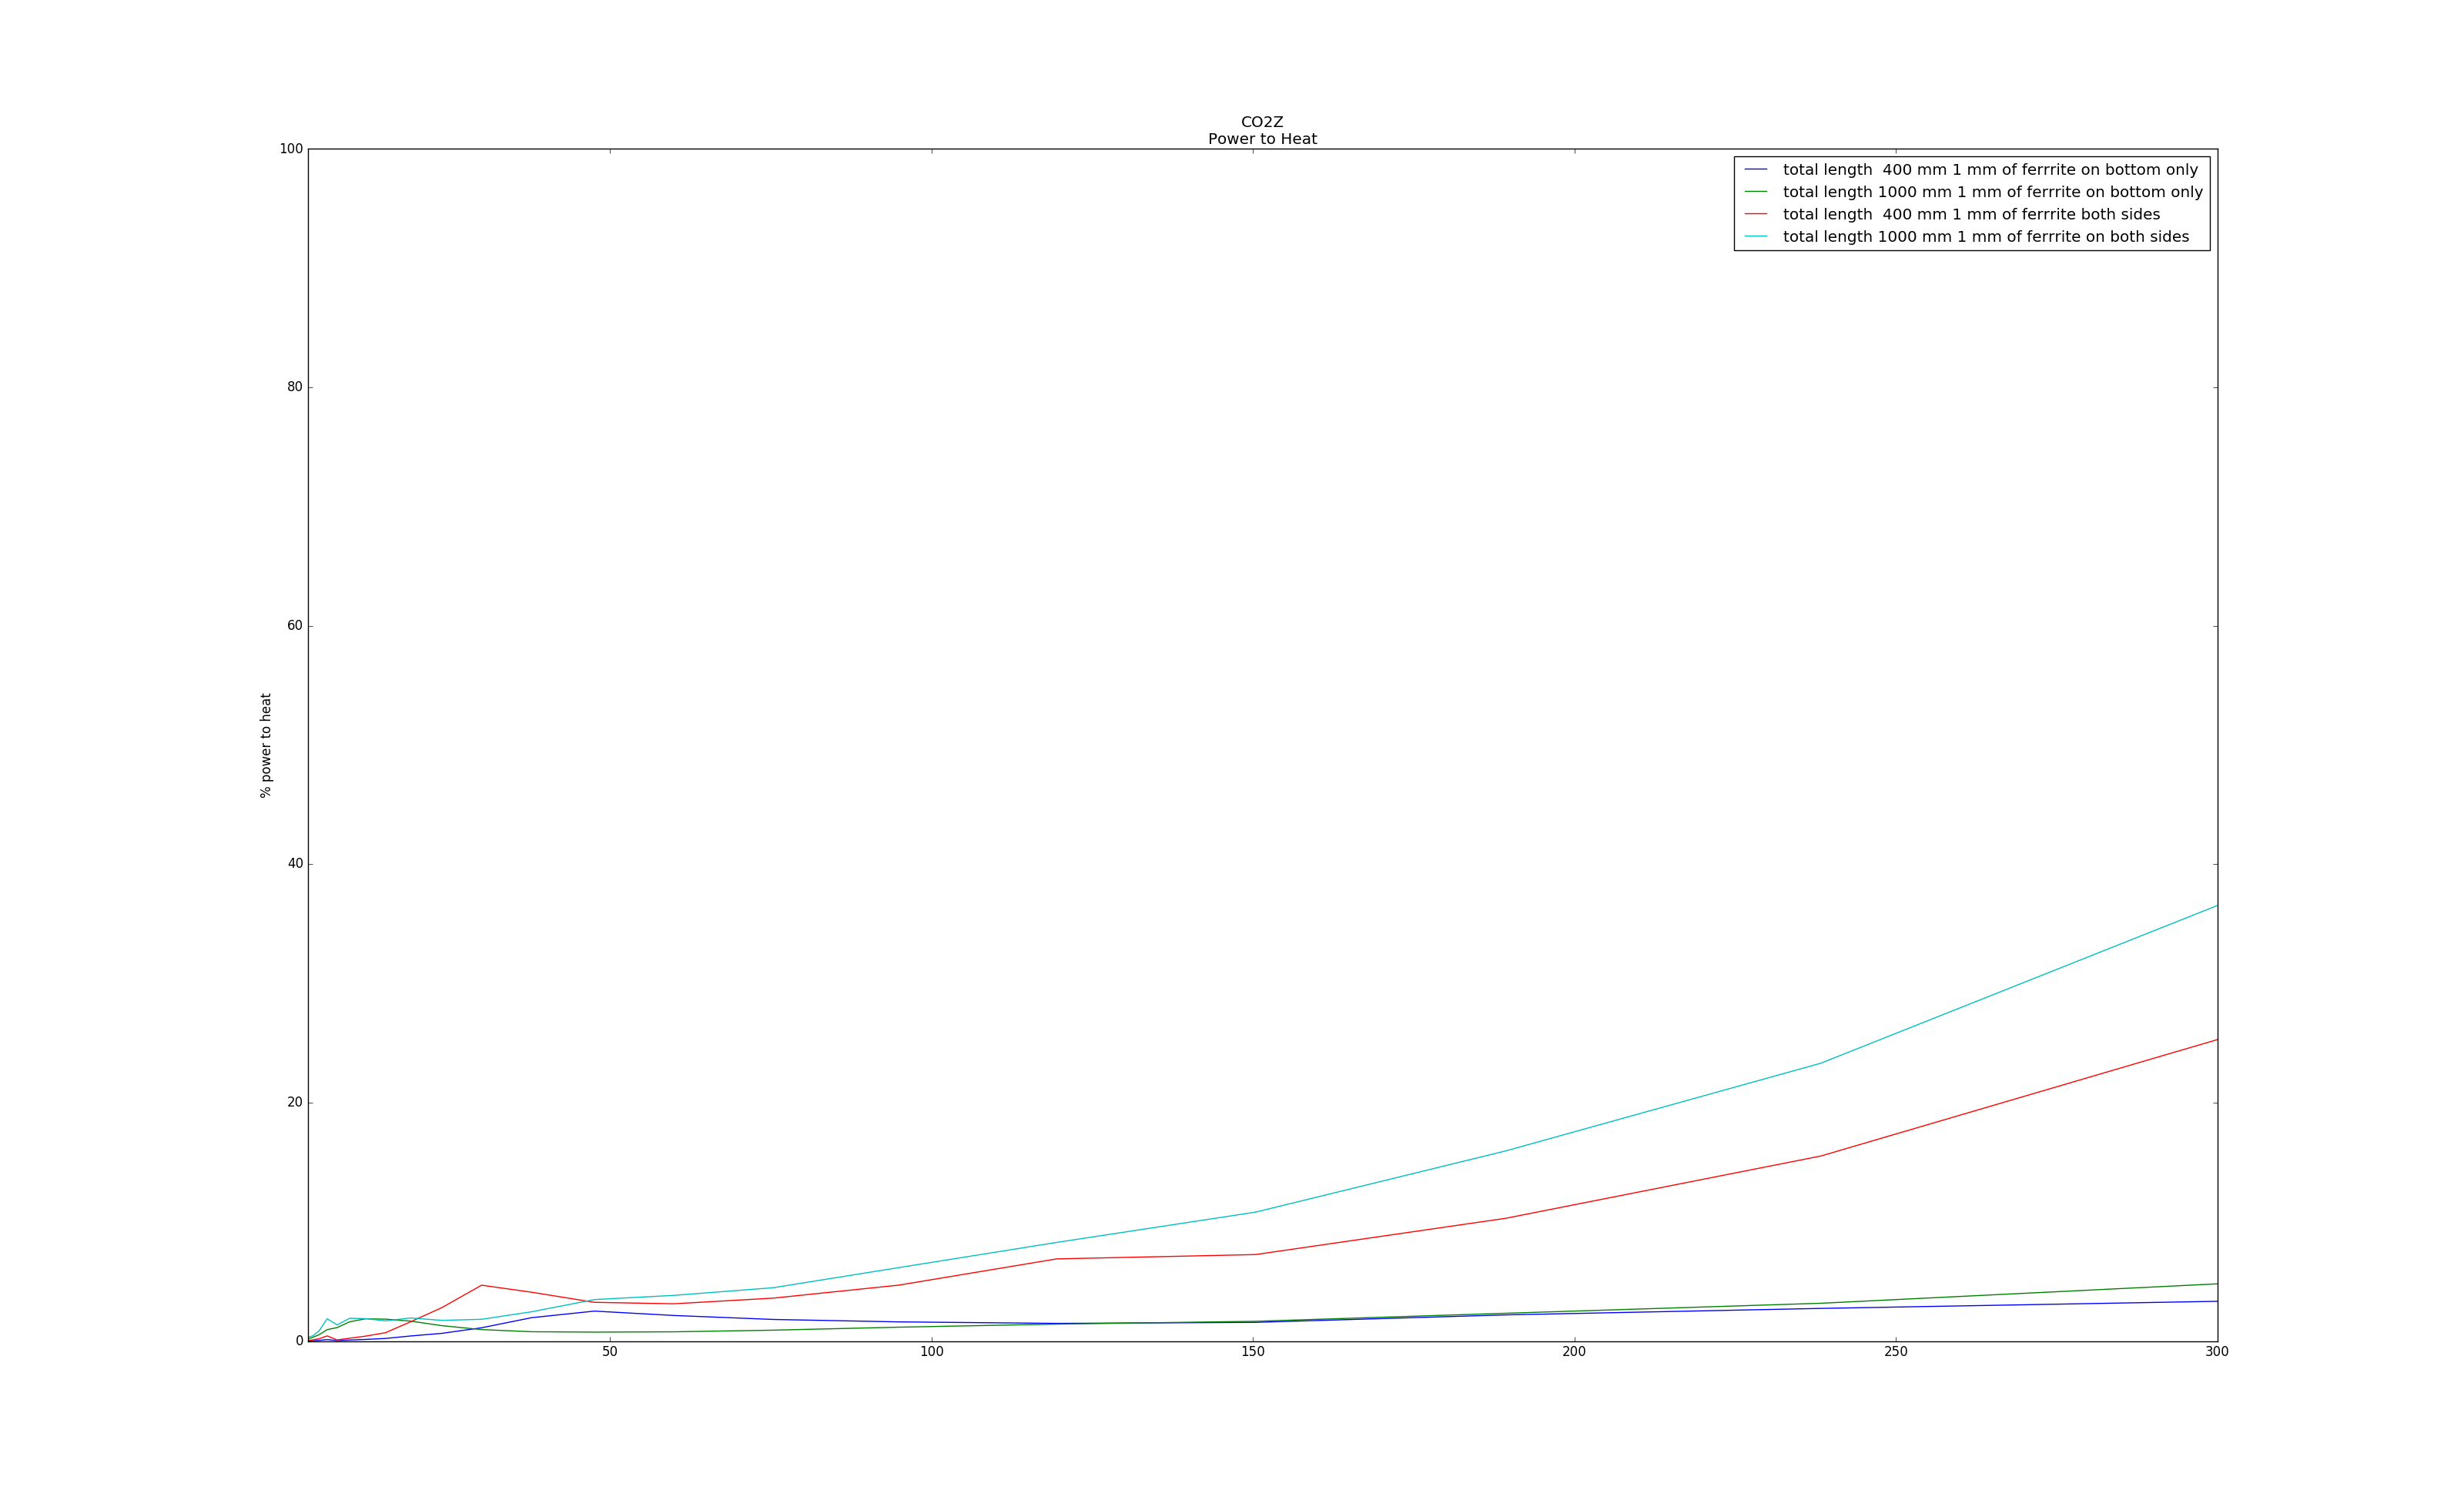 CO2Z
Power to Heat
100
80
60
40
20
0
% power to heat
total length  400 mm 1 mm of ferrrite on bottom only
total length 1000 mm 1 mm of ferrrite on bottom only
total length  400 mm 1 mm of ferrrite both sides
total length 1000 mm 1 mm of ferrrite on both sides
50 100 150 200 250 300